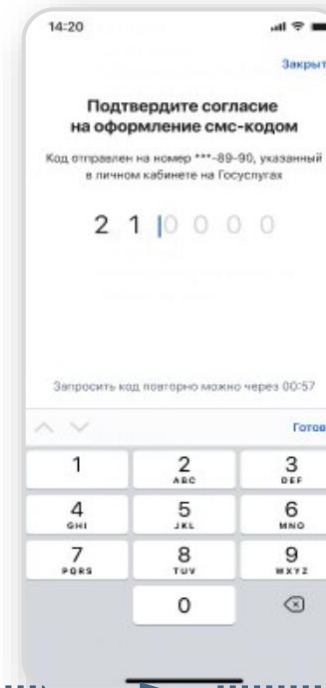 14:20
Закрыт
Подтвердите согласие
на оформление смс-кодом
Код отправлен на номер ***-89-90, указанный
в личном кабинете на Госуслугах
2 1 0 0 0 0
Запросить код повторно можно через 00:57
Готов
1 2 3
ABC DEF
4 5 6
GHI JKL MNO
7 8 9
PQRS TUV WXYZ
0